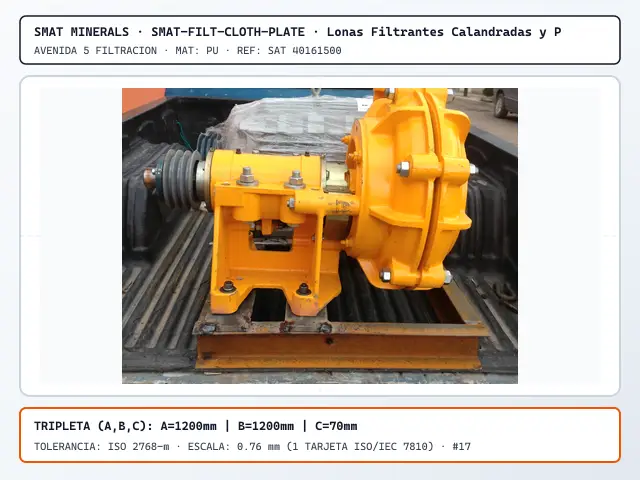 SMAT MINERALS · SMAT-FILT-CLOTH-PLATE · Lonas Filtrantes Calandradas y P
AVENIDA 5 FILTRACION · MAT: PU · REF: SAT 40161500
TRIPLETA (A,B,C): A=1200mm | B=1200mm | C=70mm
TOLERANCIA: ISO 2768-m · ESCALA: 0.76 mm (1 TARJETA ISO/IEC 7810) · #17